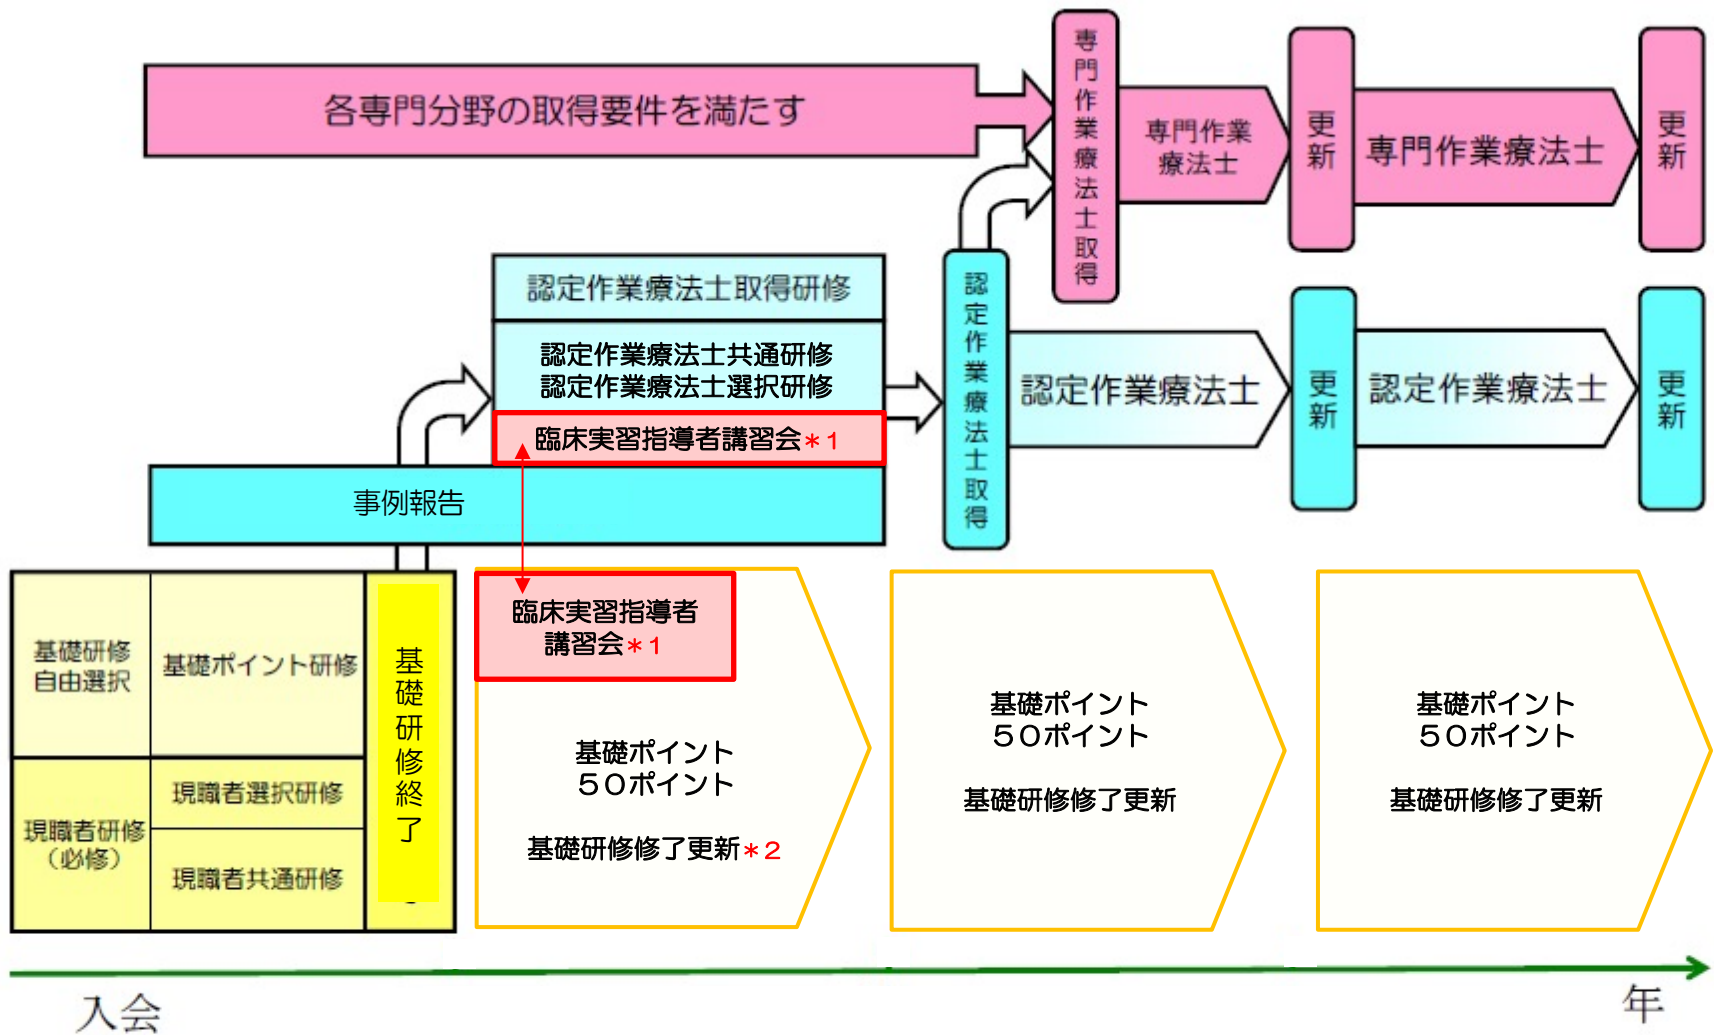 各専門分野の取得要件を満たす
専門作業療法士取得
専門作業
療法士
更新
専門作業療法士
更新
認定作業療法士取得研修
認定作業療法士共通研修
認定作業療法士選択研修
臨床実習指導者講習会＊１
事例報告
認定作業療法士取得
認定作業療法士
更新
認定作業療法士
更新
基礎研修
自由選択
基礎ポイント研修
現職者研修
（必修）
現職者選択研修
現職者共通研修
基礎研修終了
臨床実習指導者
講習会＊１
基礎ポイント
５０ポイント
基礎研修修了更新＊２
基礎ポイント
５０ポイント
基礎研修修了更新
基礎ポイント
５０ポイント
基礎研修修了更新
入会
年